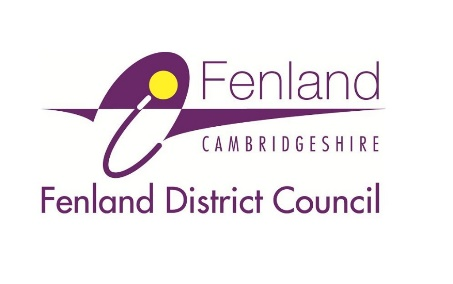 Fenland
CAMBRIDGESHIRE
Fenland District Council